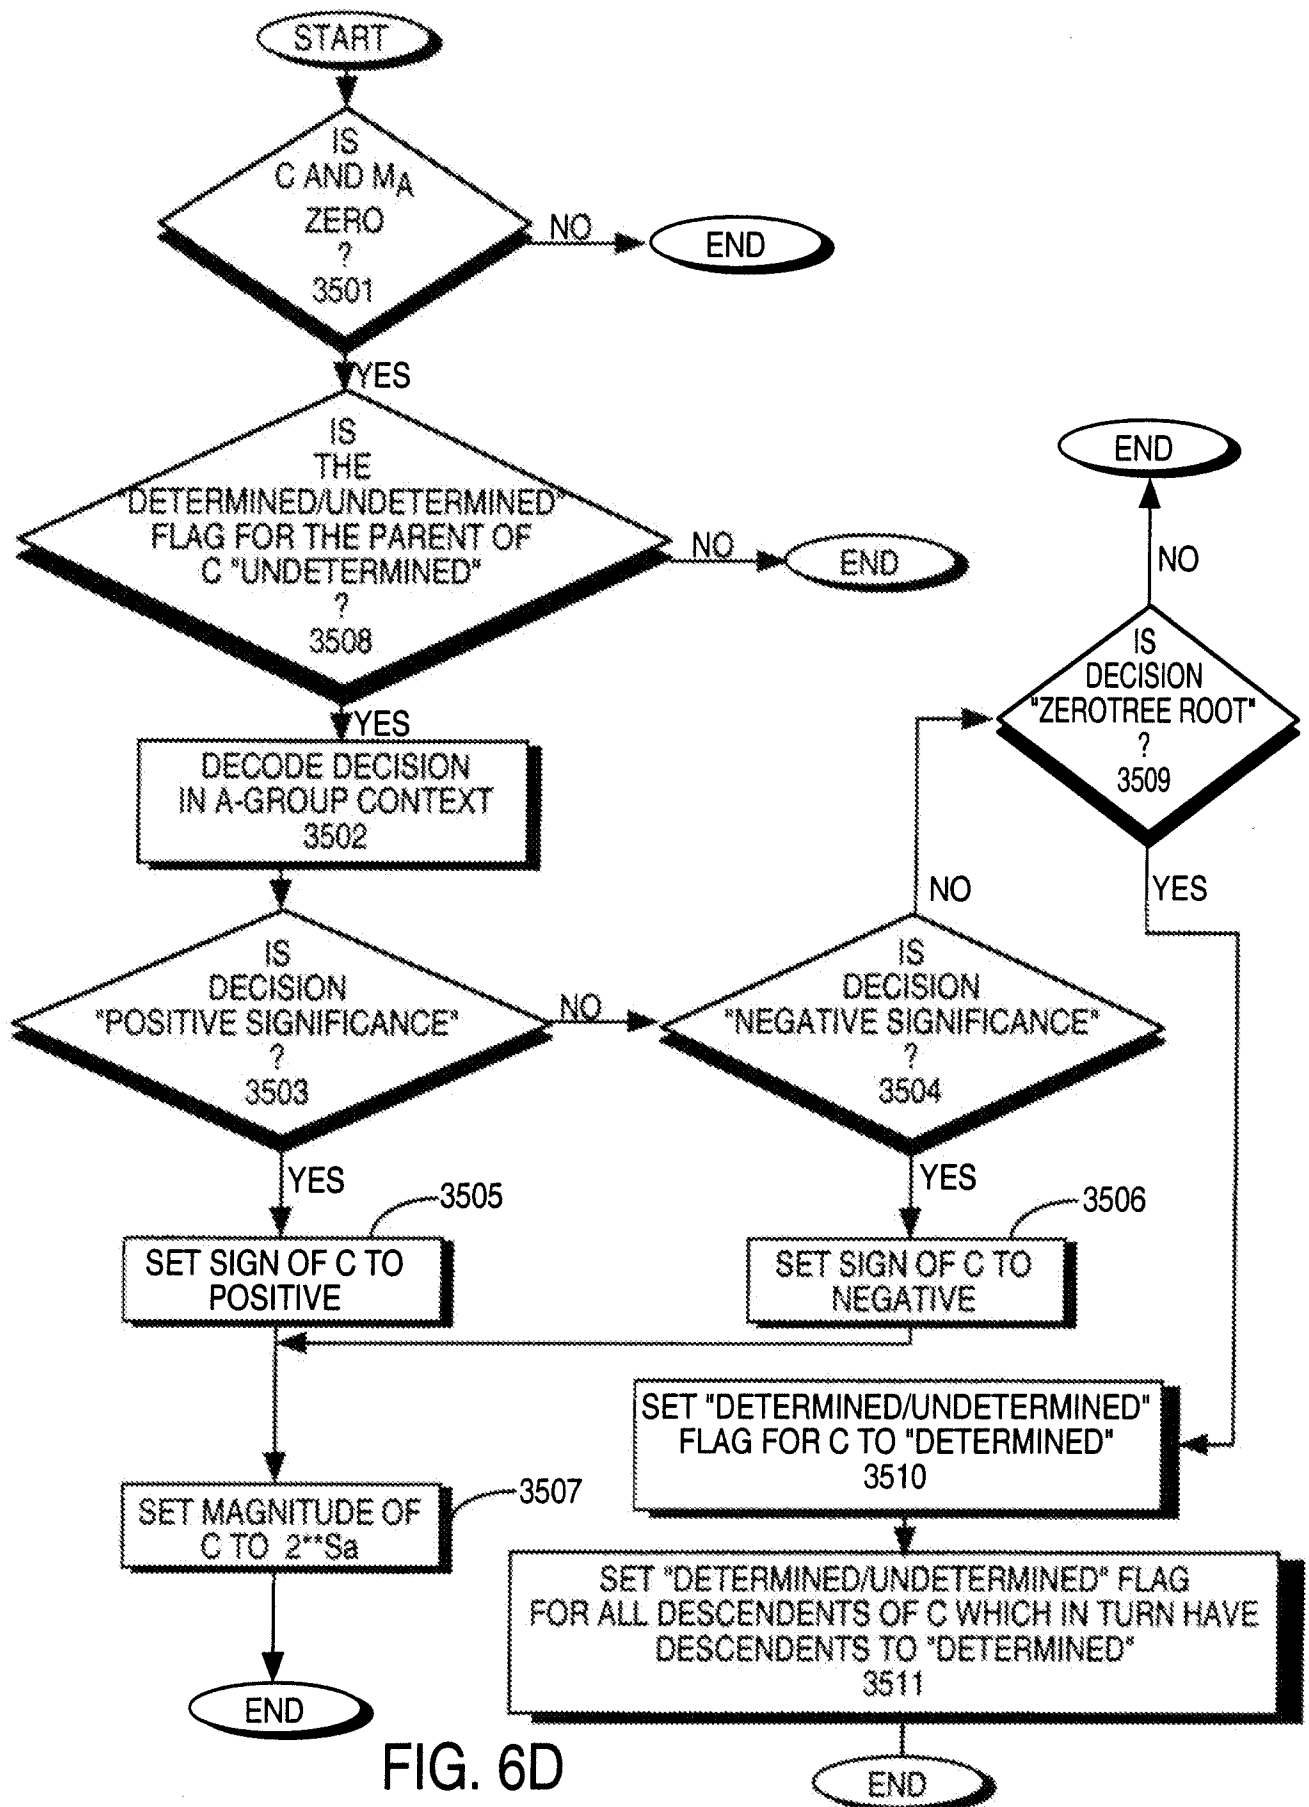 START
IS
C AND MA
ZERO
?
3501
NO
END
YES
IS
THE
"DETERMINED/UNDETERMINED"
FLAG FOR THE PARENT OF
C "UNDETERMINED"
?
3508
NO
END
YES
DECODE DECISION
IN A-GROUP CONTEXT
3502
IS
DECISION
"POSITIVE SIGNIFICANCE"
?
3503
NO
IS
DECISION
"NEGATIVE SIGNIFICANCE"
?
3504
NO
IS
DECISION
"ZEROTREE ROOT"
?
3509
NO
END
YES
YES
3505
SET SIGN OF C TO
POSITIVE
YES
3506
SET SIGN OF C TO
NEGATIVE
3507
SET MAGNITUDE OF
C TO 2**Sa
END
SET "DETERMINED/UNDETERMINED"
FLAG FOR C TO "DETERMINED"
3510
SET "DETERMINED/UNDETERMINED" FLAG
FOR ALL DESCENDENTS OF C WHICH IN TURN HAVE
DESCENDENTS TO "DETERMINED"
3511
END
FIG. 6D